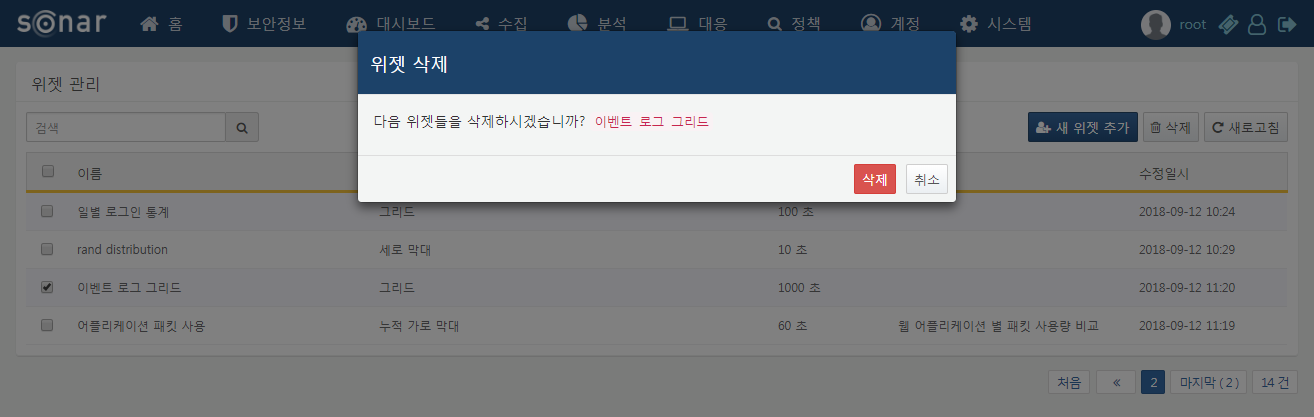 sonar 홈 보안정보 대시보드 수집 분석 대응 정책 계정 시스템 root
위젯 삭제
위젯 관리
다음 위젯들을 삭제하시겠습니까? 이벤트 로그 그리드
검색 새 위젯 추가 삭제 새로고침
삭제 취소
이름 수정일시
일별 로그인 통계 그리드 100 초 2018-09-12 10:24
rand distribution 세로 막대 10 초 2018-09-12 10:29
이벤트 로그 그리드 그리드 1000 초 2018-09-12 11:20
어플리케이션 패킷 사용 누적 가로 막대 60 초 웹 어플리케이션 별 패킷 사용량 비교 2018-09-12 11:19
처음 « 2 마지막 ( 2 ) 14 건